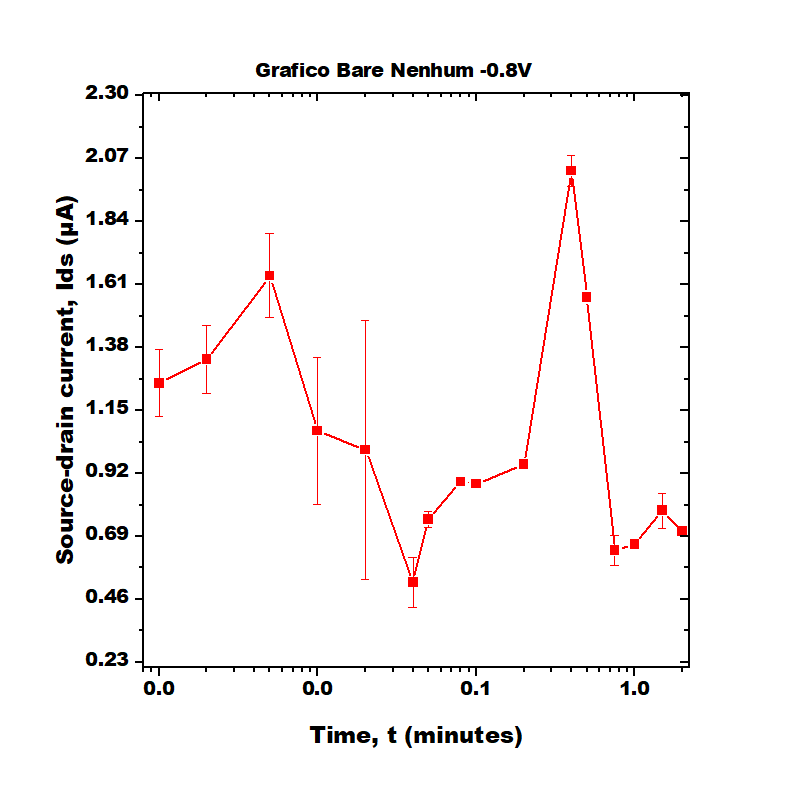 Grafico Bare Nenhum -0.8V
2.30
2.07
1.84
1.61
1.38
1.15
0.92
0.69
0.46
0.23
Source-drain current, Ids (µA)
0.0 0.0 0.1 1.0
Time, t (minutes)